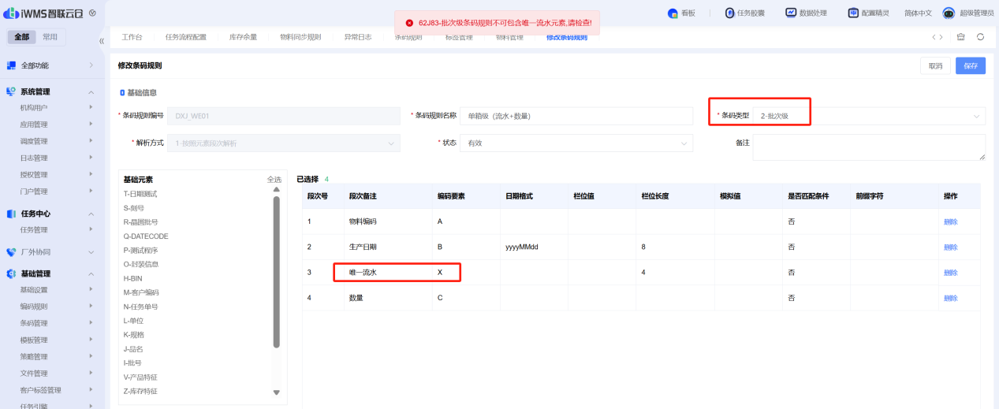 iWMS智联云仓
看板
任务胶囊
数据处理
配置精灵
简体中文
超级管理员
62J83-批次级条码规则不可包含唯一流水元素,请检查!
全部
常用
工作台
任务流程配置
库存余量
物料同步规则
异常日志
条码规则
标签管理
物料管理
修改条码规则
全部功能
系统管理
机构用户
应用管理
调度管理
日志管理
授权管理
门户管理
任务中心
任务管理
厂外协同
基础管理
基础设置
编码规则
条码管理
模板管理
策略管理
文件管理
客户标签管理
任务引擎
修改条码规则
取消
保存
基础信息
* 条码规则编号
DXJ_WE01
* 条码规则名称
单箱级（流水+数量）
* 条码类型
2-批次级
* 解析方式
1-按照元素段次解析
* 状态
有效
备注
基础元素
全选
T-日期测试
S-刻号
R-晶圆批号
Q-DATECODE
P-测试程序
O-封装信息
H-BIN
M-客户编码
N-任务单号
L-单位
K-规格
J-品名
I-批号
V-产品特征
Z-库存特征
已选择 4
段次号 段次备注 编码要素 日期格式 栏位值 栏位长度 模拟值 是否匹配条件 前缀字符 操作
1 物料编码 A 否 删除
2 生产日期 B yyyyMMdd 8 否 删除
3 唯一流水 X 4 否 删除
4 数量 C 否 删除